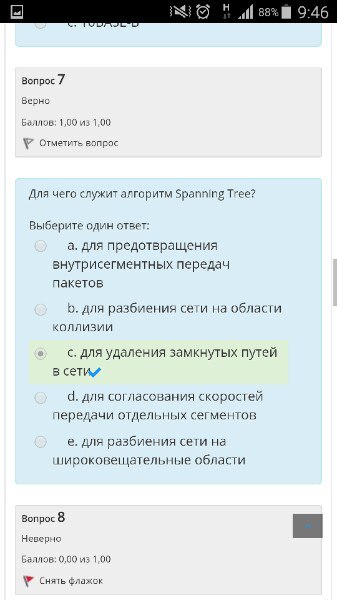 H
88%
9:46
Вопрос 7
Верно
Баллов: 1,00 из 1,00
Отметить вопрос
Для чего служит алгоритм Spanning Tree?
Выберите один ответ:
a. для предотвращения
внутрисегментных передач
пакетов
b. для разбиения сети на области
коллизии
c. для удаления замкнутых путей
в сети
d. для согласования скоростей
передачи отдельных сегментов
e. для разбиения сети на
широковещательные области
Вопрос 8
Неверно
Баллов: 0,00 из 1,00
Снять флажок